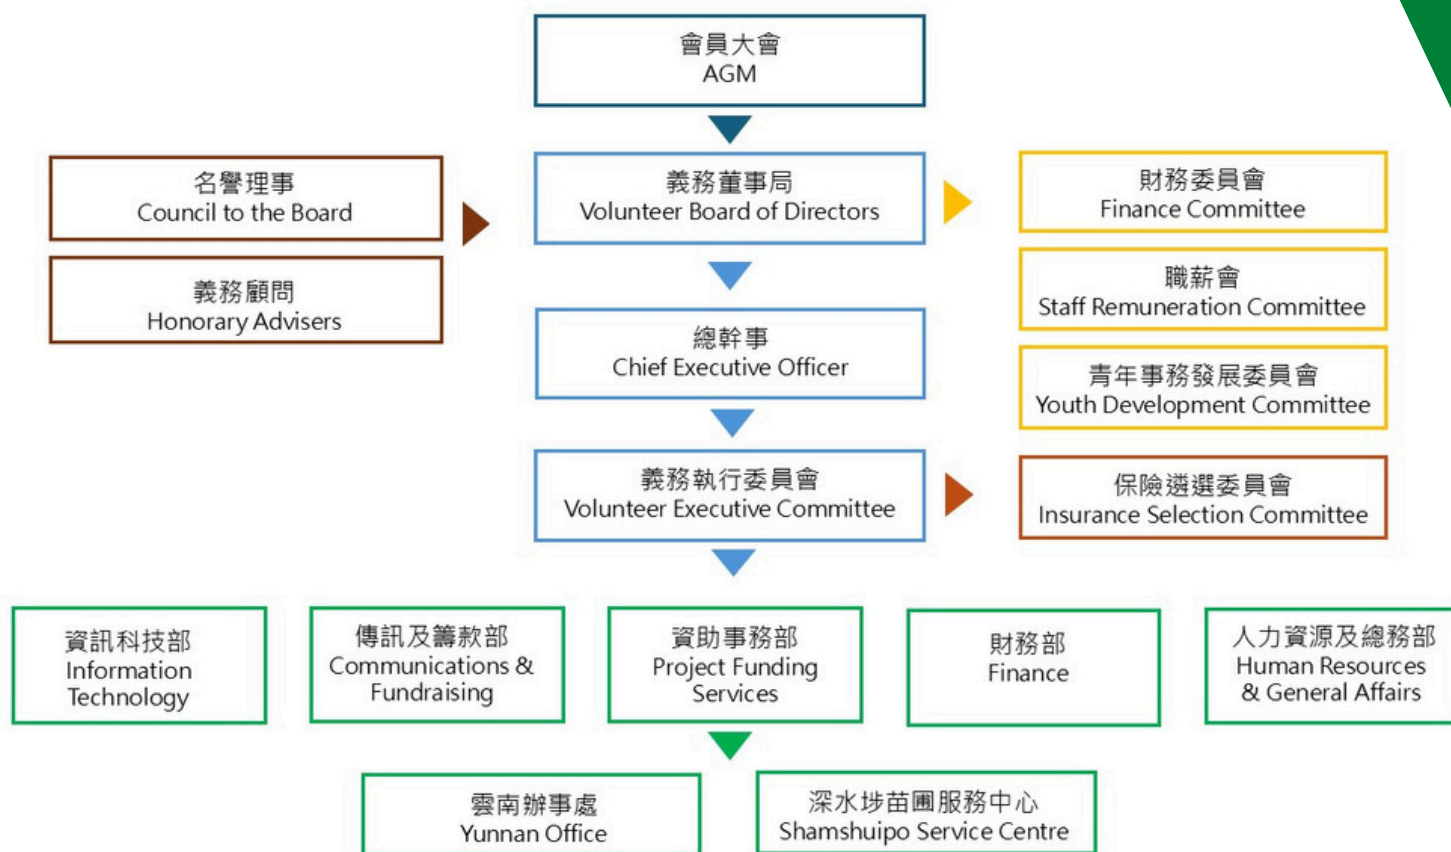 會員大會
AGM
名譽理事
Council to the Board
義務董事局
Volunteer Board of Directors
財務委員會
Finance Committee
義務顧問
Honorary Advisers
職薪會
Staff Remuneration Committee
總幹事
Chief Executive Officer
青年事務發展委員會
Youth Development Committee
義務執行委員會
Volunteer Executive Committee
保險遴選委員會
Insurance Selection Committee
資訊科技部
Information
Technology
傳訊及籌款部
Communications &
Fundraising
資助事務部
Project Funding
Services
財務部
Finance
人力資源及總務部
Human Resources
& General Affairs
雲南辦事處
Yunnan Office
深水埗苗圃服務中心
Shamshuipo Service Centre